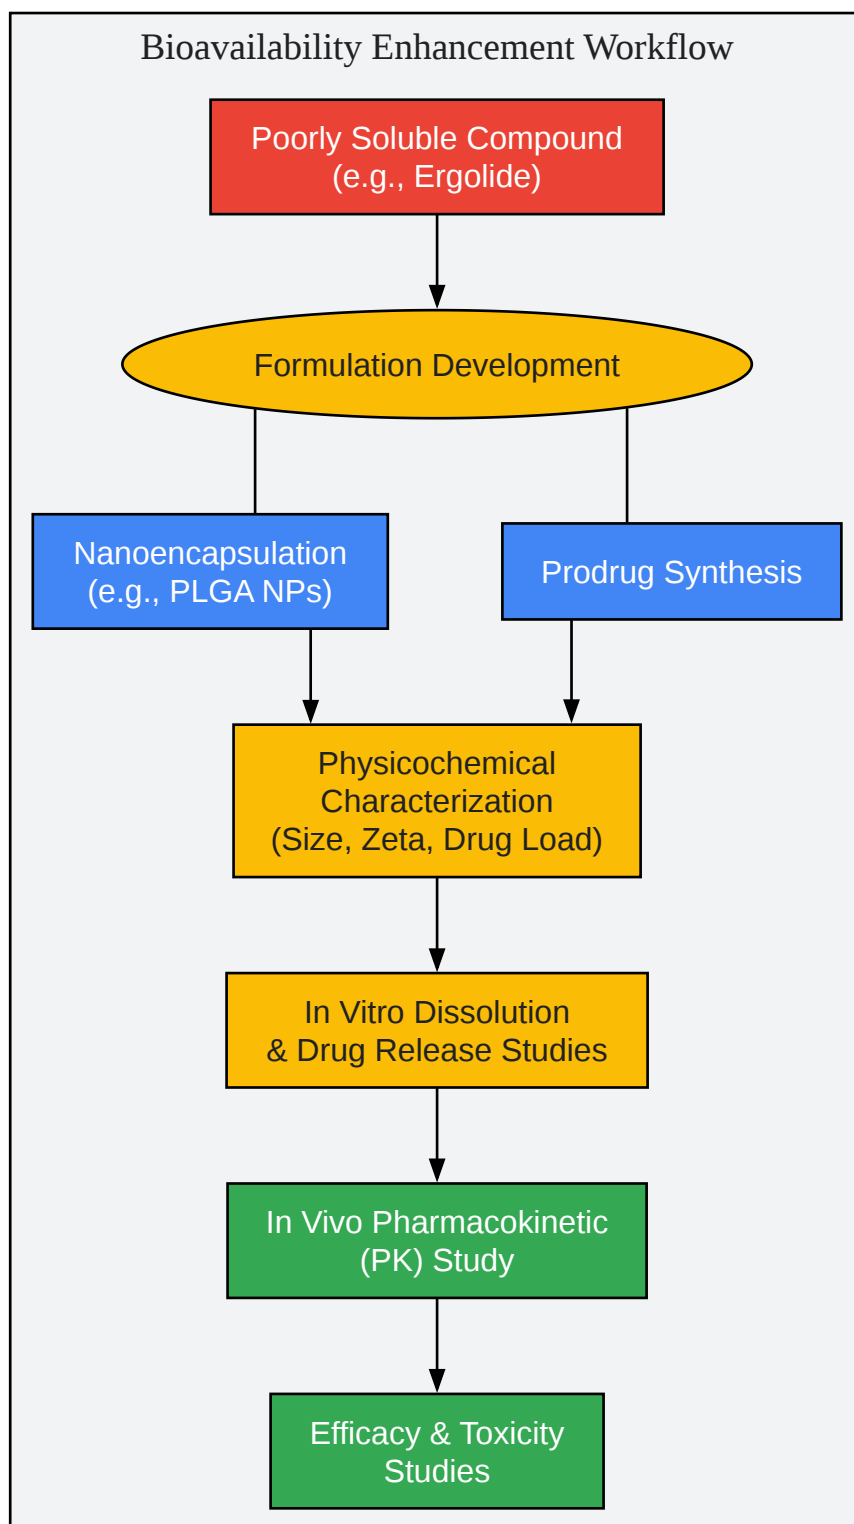 Bioavailability Enhancement Workflow
Poorly Soluble Compound
(e.g., Ergolide)
Formulation Development
Nanoencapsulation
(e.g., PLGA NPs)
Prodrug Synthesis
Physicochemical
Characterization
(Size, Zeta, Drug Load)
In Vitro Dissolution
& Drug Release Studies
In Vivo Pharmacokinetic
(PK) Study
Efficacy & Toxicity
Studies